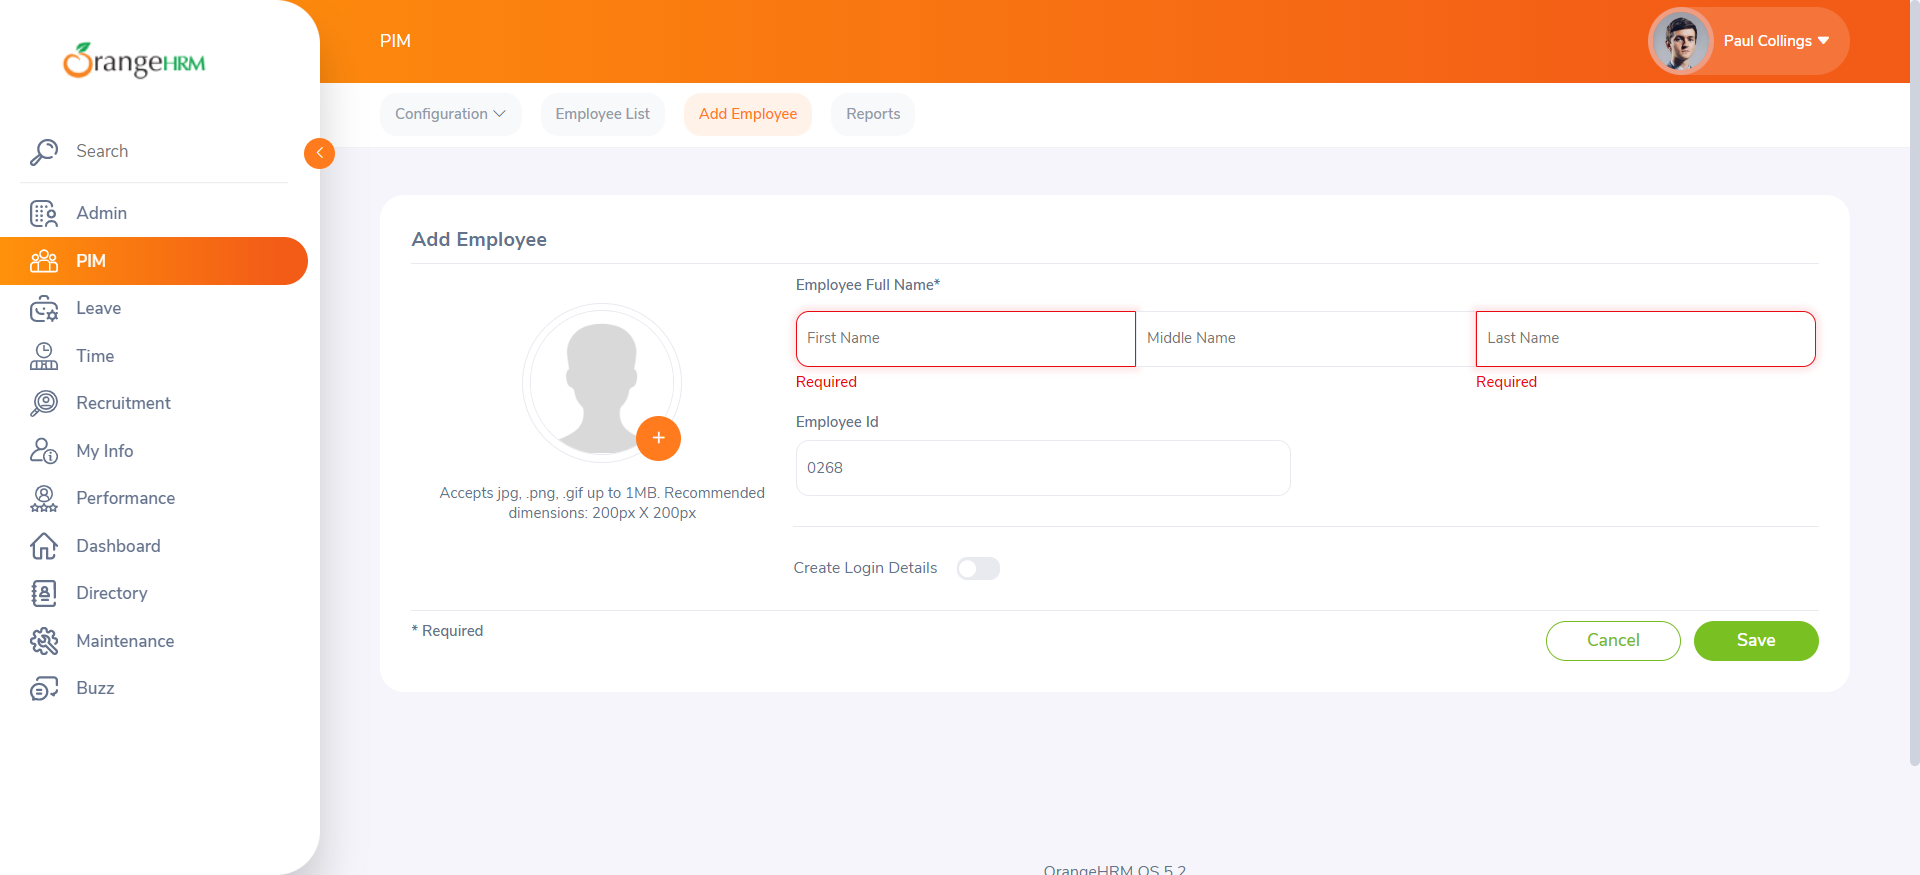 OrangeHRM
PIM
Paul Collings
Configuration
Employee List
Add Employee
Reports
Search
Admin
PIM
Leave
Time
Recruitment
My Info
Performance
Dashboard
Directory
Maintenance
Buzz
Add Employee
Employee Full Name*
First Name
Middle Name
Last Name
Required
Required
Employee Id
0268
Accepts jpg, .png, .gif up to 1MB. Recommended
dimensions: 200px X 200px
Create Login Details
* Required
Cancel
Save
OrangeHRM OS 5.2